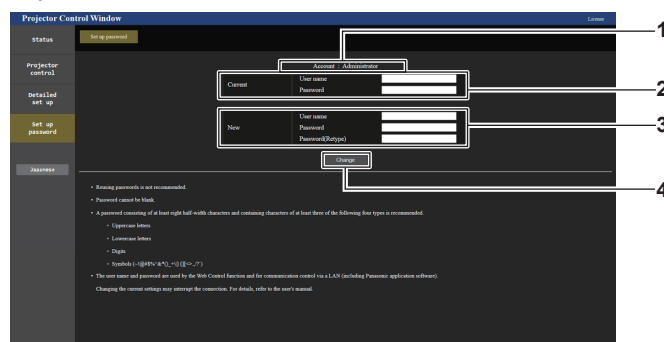 Projector Control Window
License
Status
Set up password
Projector
control
Detailed
set up
Set up
password
Japanese
Account : Administrator
Current
User name
Password
New
User name
Password
Password(Retype)
Change
1
2
3
4
• Reusing passwords is not recommended.
• Password cannot be blank.
• A password consisting of at least eight half-width characters and containing characters of at least three of the following four types is recommended.
◦ Uppercase letters
◦ Lowercase letters
◦ Digits
◦ Symbols
• The user name and password are used by the Web Control function and for communication control via a LAN (including Panasonic application software).
Changing the current settings may interrupt the connection. For details, refer to the user's manual.